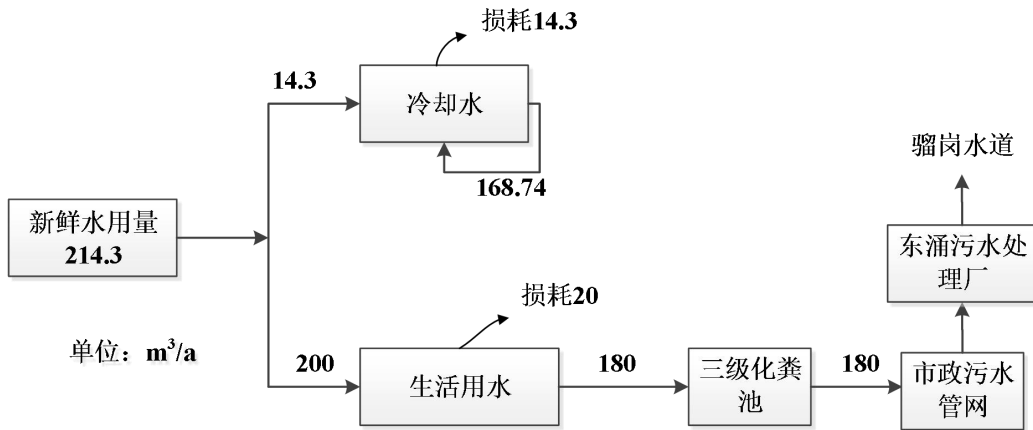 损耗14.3
14.3
冷却水
168.74
新鲜水用量
214.3
单位：m³/a
损耗20
200
生活用水
180
三级化粪
池
180
市政污水
管网
东涌污水处
理厂
骝岗水道